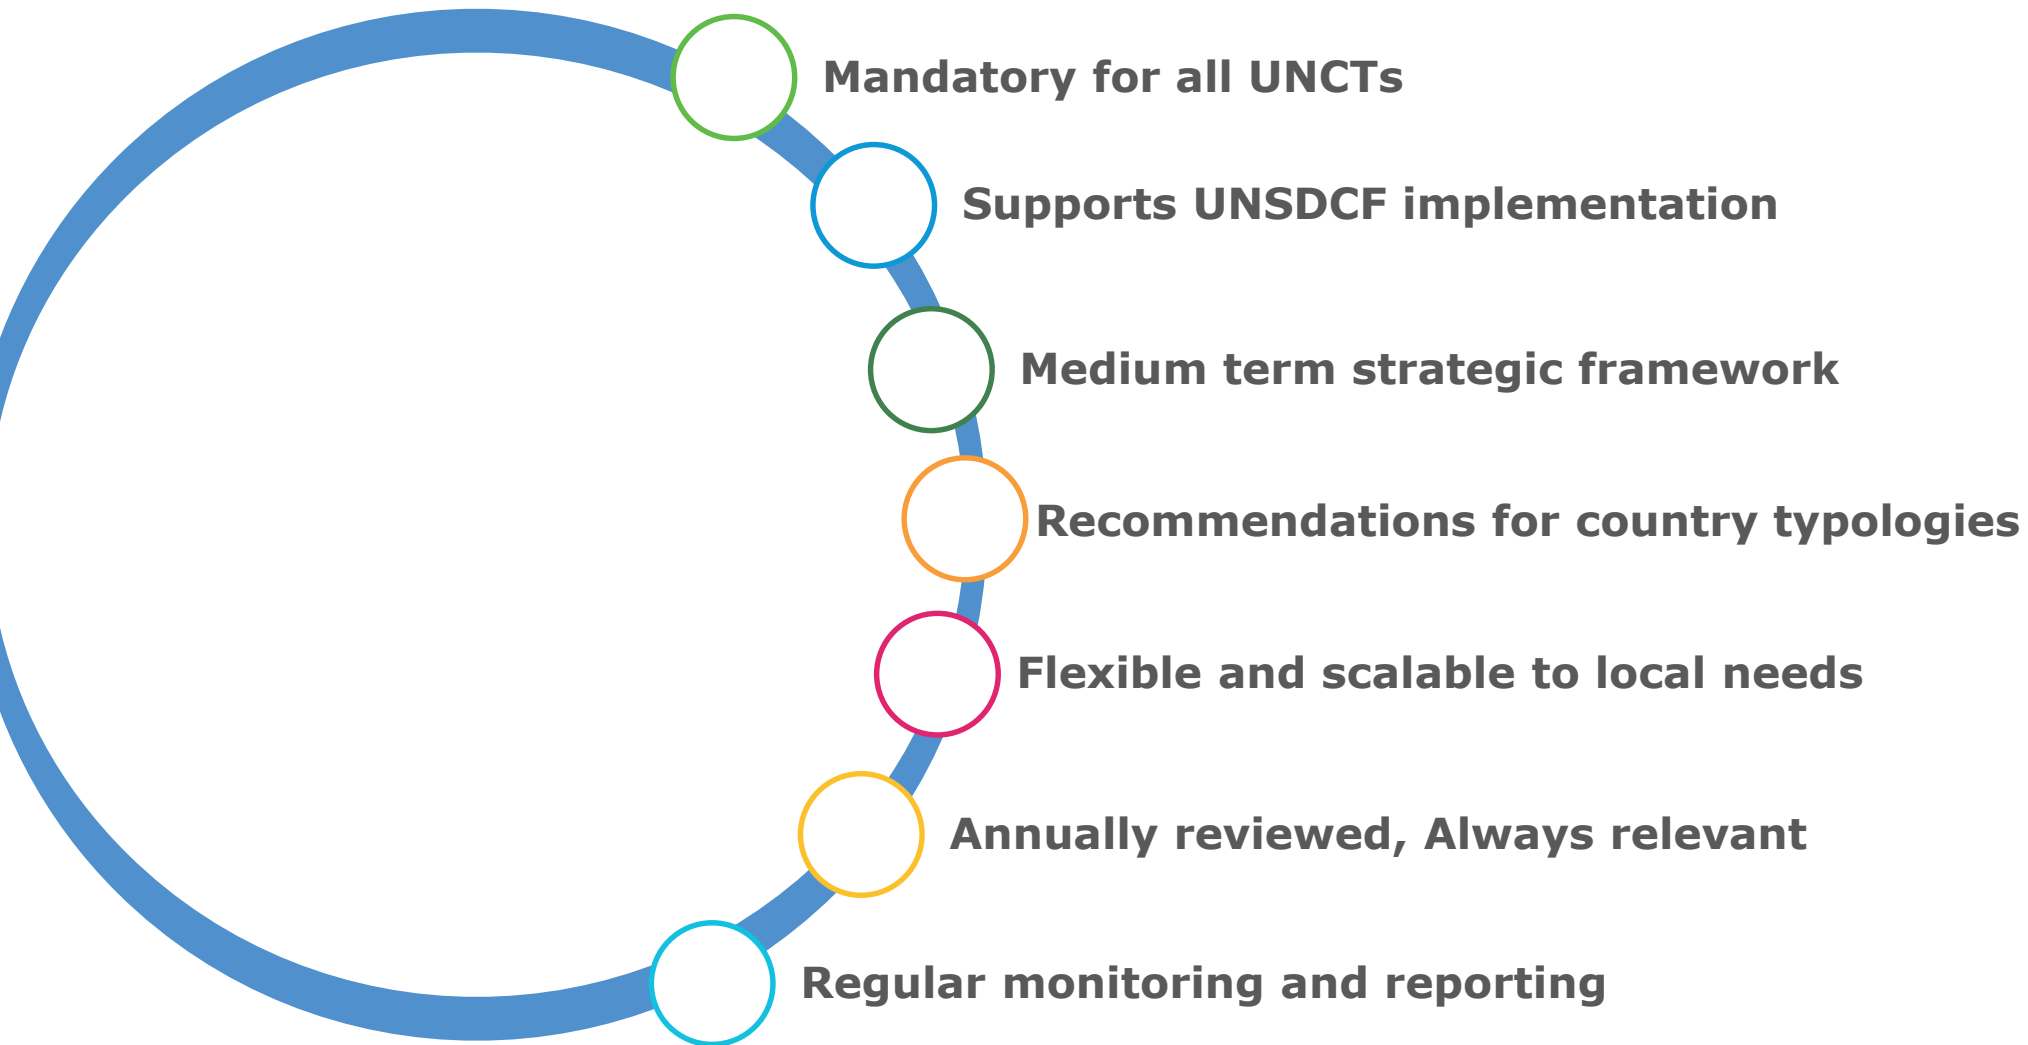 Mandatory for all UNCTs
Supports UNSDCF implementation
Medium term strategic framework
Recommendations for country typologies
Flexible and scalable to local needs
Annually reviewed, Always relevant
Regular monitoring and reporting